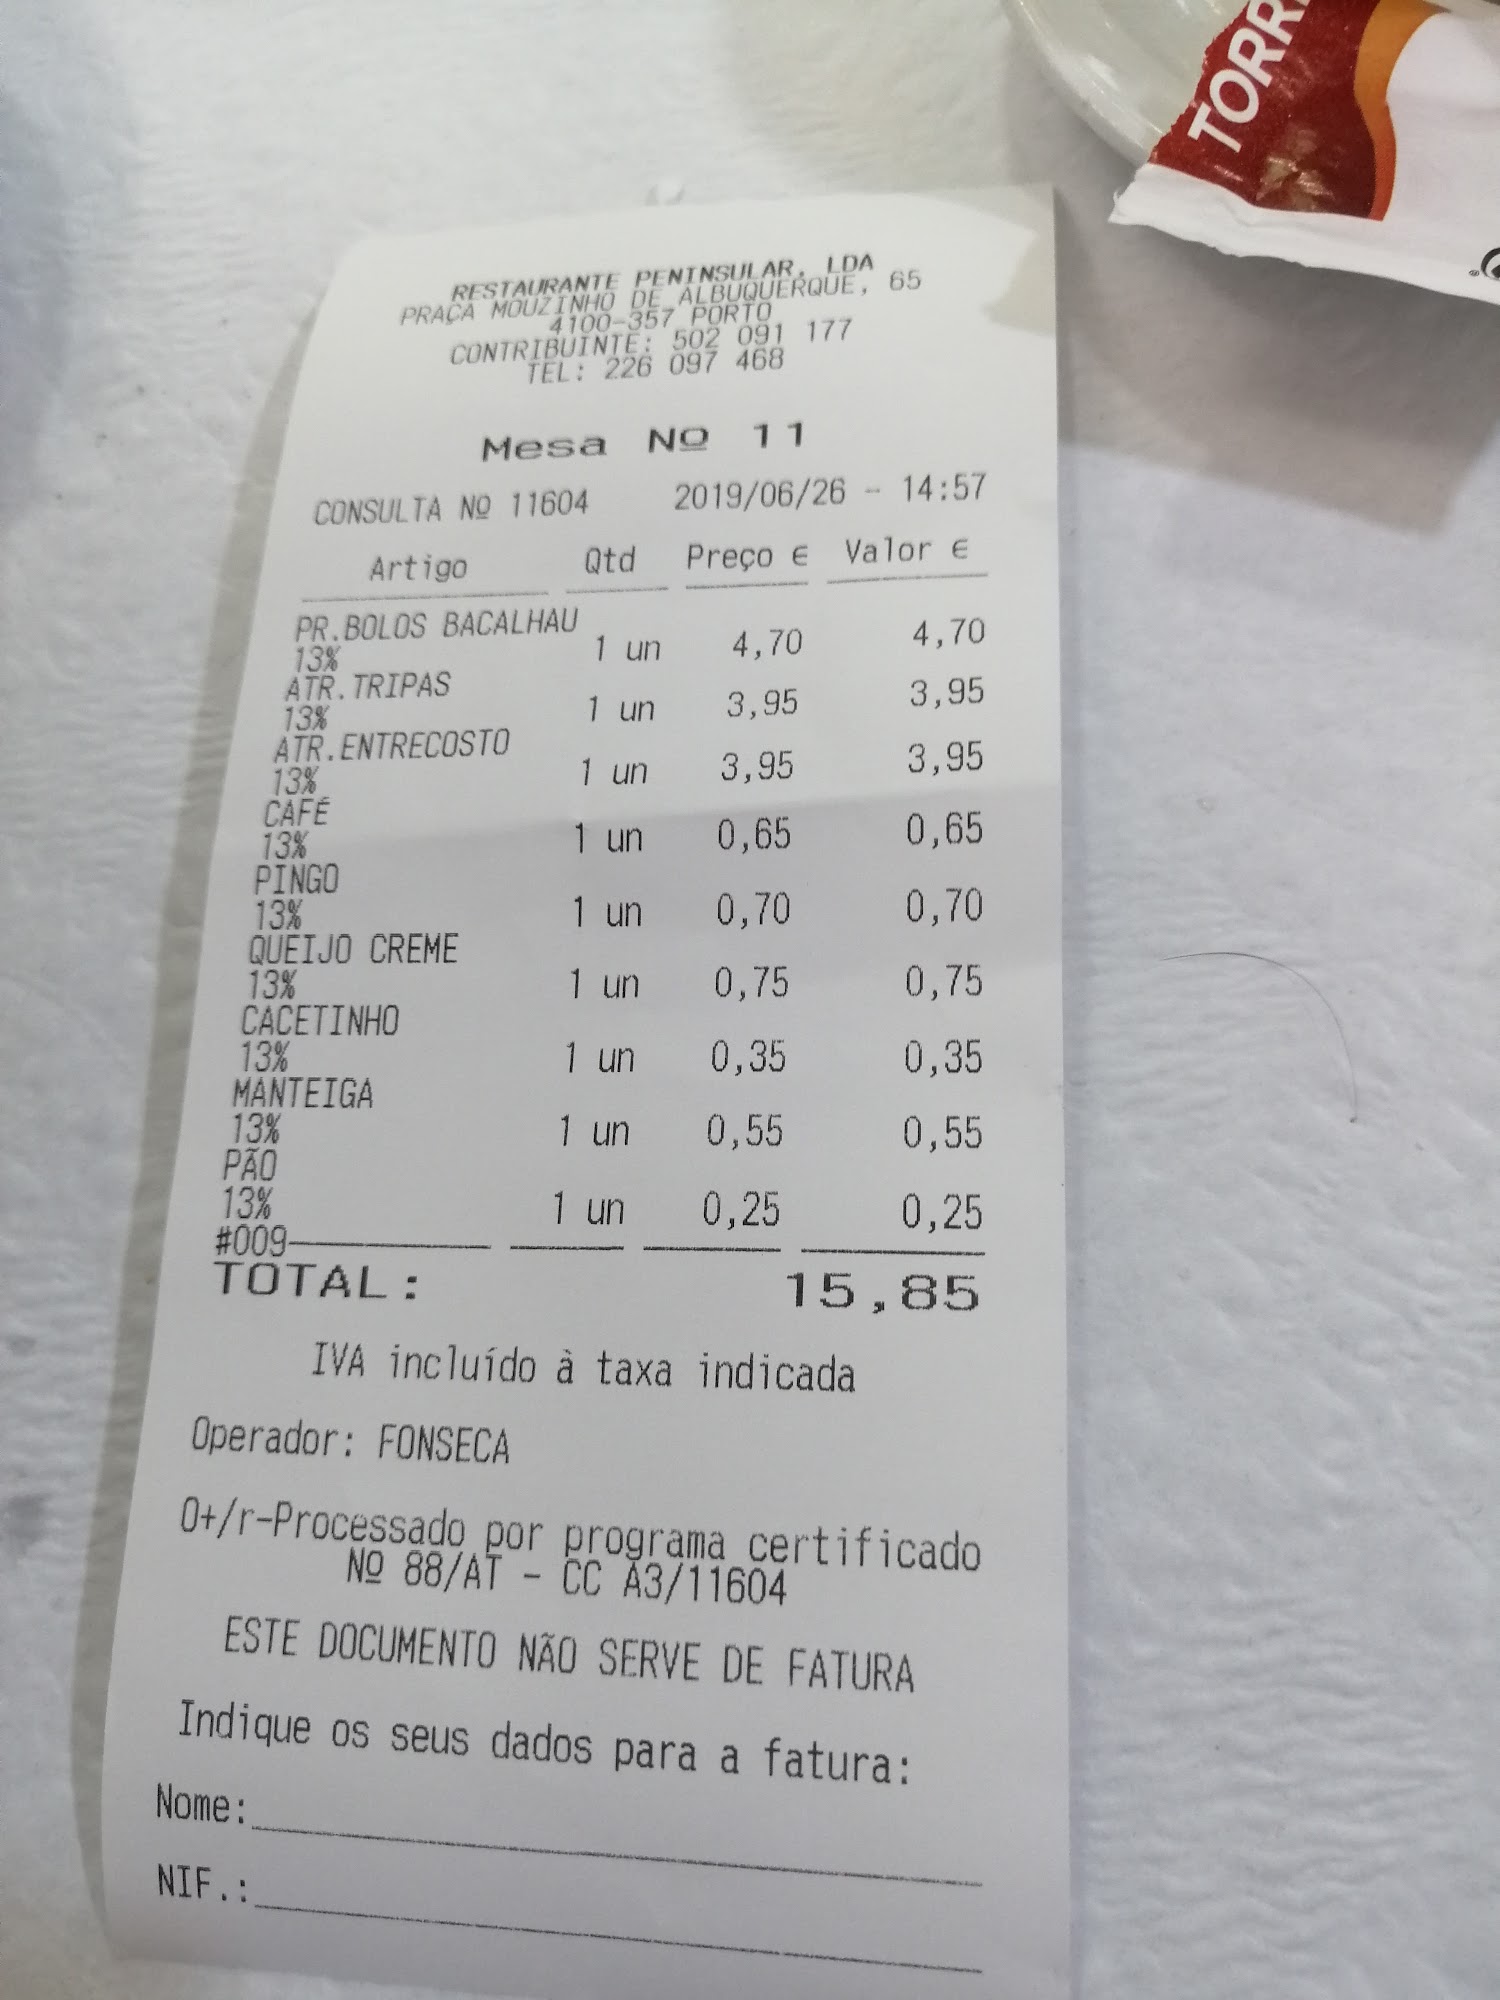 TORR
RESTAURANTE PENINSULAR, LDA
PRAÇA MOUZINHO DE ALBUQUERQUE, 65
4100-357 PORTO
CONTRIBUINTE: 502 091 177
TEL: 226 097 468
Mesa Nº 11
CONSULTA Nº 11604 2019/06/26 - 14:57
Artigo Qtd Preço € Valor €
PR.BOLOS BACALHAU
13% 1 un 4,70 4,70
ATR.TRIPAS
13% 1 un 3,95 3,95
ATR.ENTRECOSTO
13% 1 un 3,95 3,95
CAFÉ
13% 1 un 0,65 0,65
PINGO
13% 1 un 0,70 0,70
QUEIJO CREME
13% 1 un 0,75 0,75
CACETINHO
13% 1 un 0,35 0,35
MANTEIGA
13% 1 un 0,55 0,55
PÃO
13% 1 un 0,25 0,25
#009
TOTAL: 15,85
IVA incluído à taxa indicada
Operador: FONSECA
O+/r-Processado por programa certificado
Nº 88/AT - CC A3/11604
ESTE DOCUMENTO NÃO SERVE DE FATURA
Indique os seus dados para a fatura:
Nome:
NIF.: